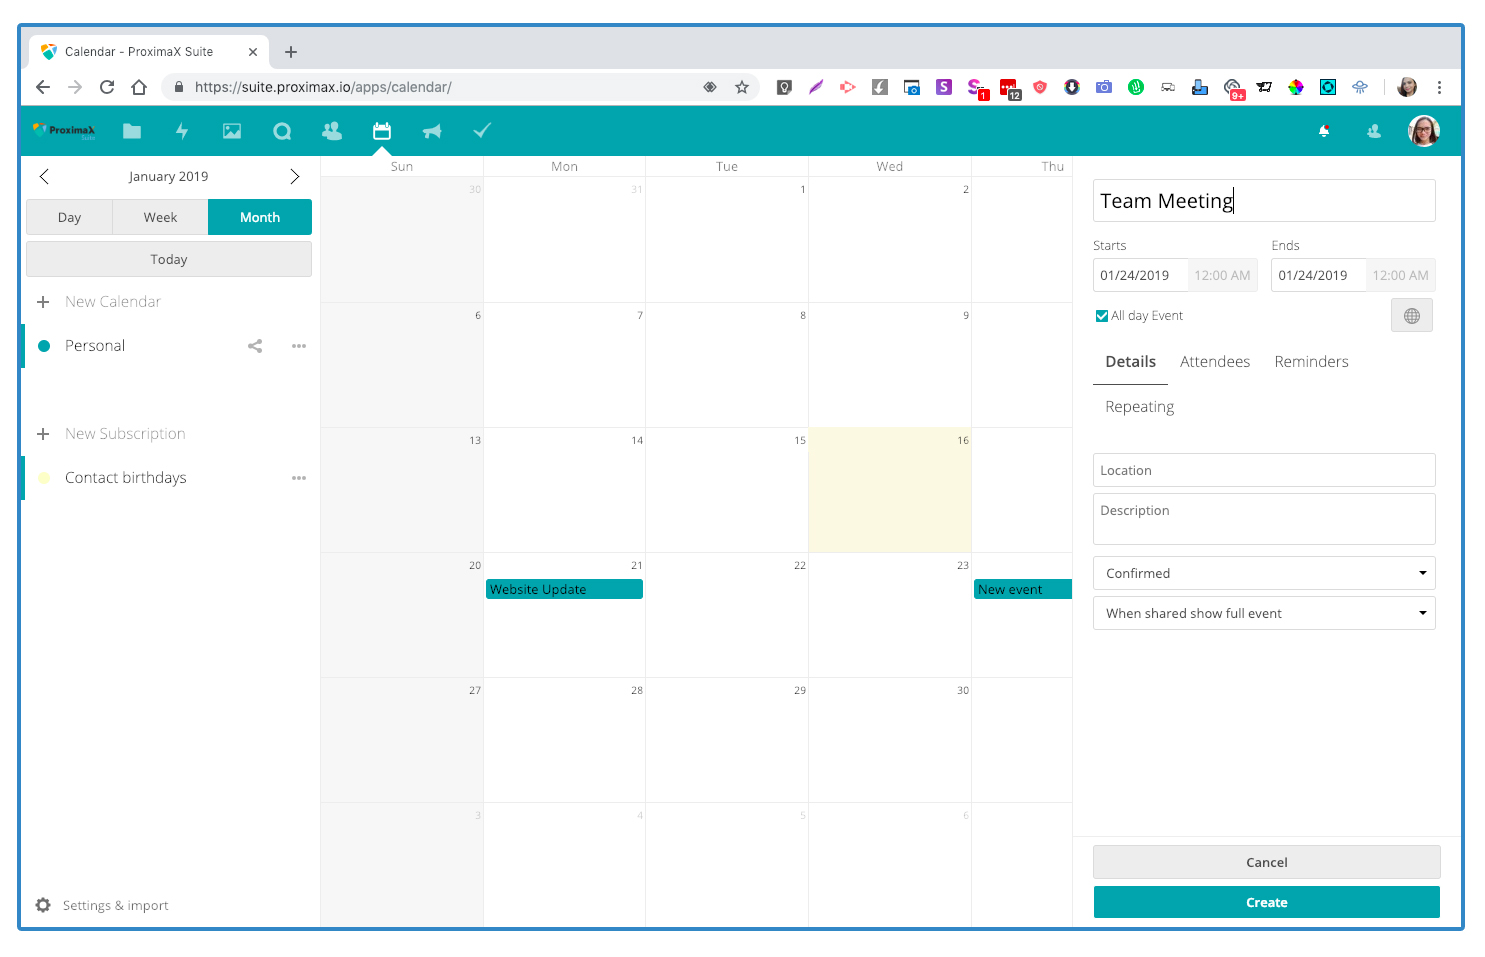 Calendar - ProximaX Suite
https://suite.proximax.io/apps/calendar/
S
1
12
9+
ProximaX
Suite
January 2019
Day Week Month
Today
New Calendar
Personal
New Subscription
Contact birthdays
Settings & import
Sun Mon Tue Wed Thu
30 31 1 2
6 7 8 9
13 14 15 16
20 21 22 23
Website Update New event
27 28 29 30
3 4 5 6
Team Meeting
Starts Ends
01/24/2019 12:00 AM 01/24/2019 12:00 AM
All day Event
Details Attendees Reminders
Repeating
Location
Description
Confirmed
When shared show full event
Cancel
Create